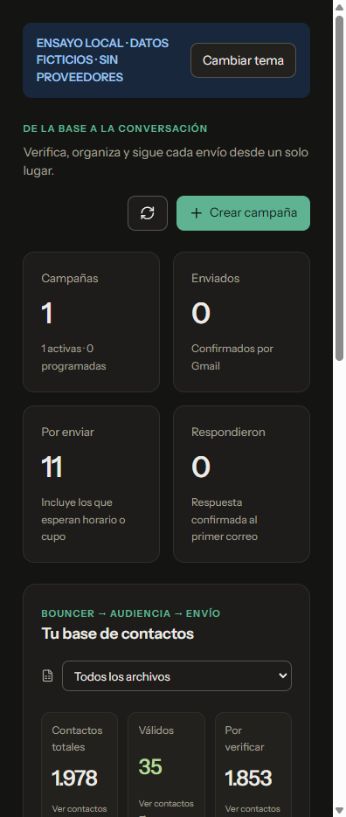 ENSAYO LOCAL · DATOS
FICTICIOS · SIN
PROVEEDORES
Cambiar tema
DE LA BASE A LA CONVERSACIÓN
Verifica, organiza y sigue cada envío desde un solo
lugar.
+ Crear campaña
Campañas
1
1 activas · 0
programadas
Enviados
0
Confirmados por
Gmail
Por enviar
11
Incluye los que
esperan horario o
cupo
Respondieron
0
Respuesta
confirmada al
primer correo
BOUNCER → AUDIENCIA → ENVÍO
Tu base de contactos
Todos los archivos
Contactos
totales
1.978
Ver contactos
Válidos
35
Ver contactos
Por
verificar
1.853
Ver contactos